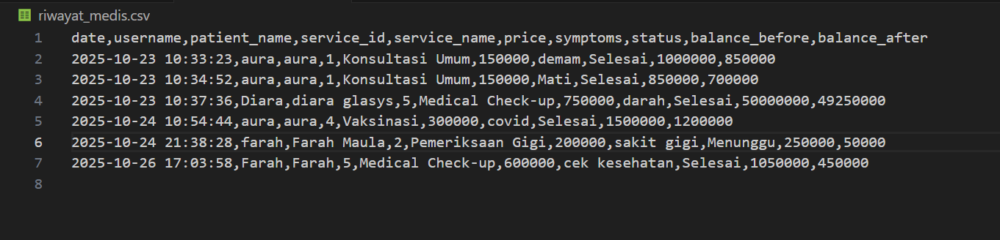 riwayat_medis.csv
1 date,username,patient_name,service_id,service_name,price,symptoms,status,balance_before,balance_after
2 2025-10-23 10:33:23,aura,aura,1,Konsultasi Umum,150000,demam,Selesai,1000000,850000
3 2025-10-23 10:34:52,aura,aura,1,Konsultasi Umum,150000,Mati,Selesai,850000,700000
4 2025-10-23 10:37:36,Diara,diara glasys,5,Medical Check-up,750000,darah,Selesai,50000000,49250000
5 2025-10-24 10:54:44,aura,aura,4,Vaksinasi,300000,covid,Selesai,1500000,1200000
6 2025-10-24 21:38:28,farah,Farah Maula,2,Pemeriksaan Gigi,200000,sakit gigi,Menunggu,250000,50000
7 2025-10-26 17:03:58,Farah,Farah,5,Medical Check-up,600000,cek kesehatan,Selesai,1050000,450000
8